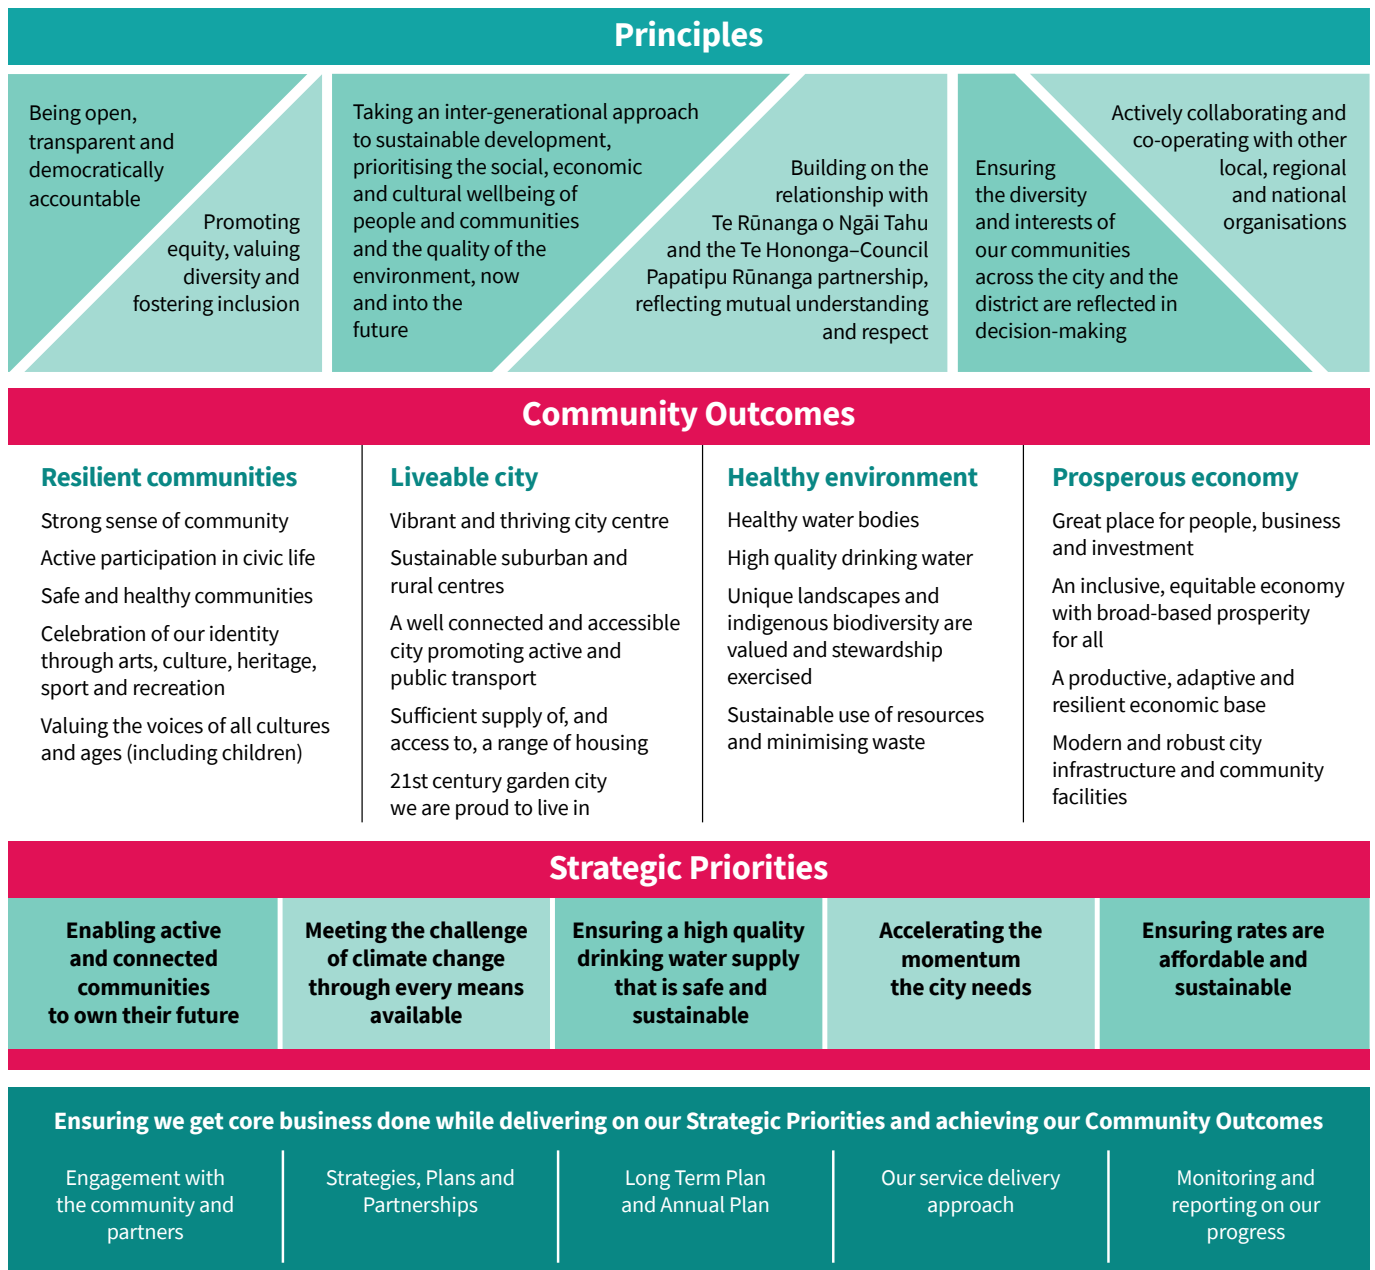 Principles
Being open,
transparent and
democratically
accountable
Promoting
equity, valuing
diversity and
fostering inclusion
Taking an inter-generational approach
to sustainable development,
prioritising the social, economic
and cultural wellbeing of
people and communities
and the quality of the
environment, now
and into the
future
Building on the
relationship with
Te Rūnanga o Ngāi Tahu
and the Te Hononga–Council
Papatipu Rūnanga partnership,
reflecting mutual understanding
and respect
Ensuring
the diversity
and interests of
our communities
across the city and the
district are reflected in
decision-making
Actively collaborating and
co-operating with other
local, regional
and national
organisations
Community Outcomes
Resilient communities
Strong sense of community
Active participation in civic life
Safe and healthy communities
Celebration of our identity
through arts, culture, heritage,
sport and recreation
Valuing the voices of all cultures
and ages (including children)
Liveable city
Vibrant and thriving city centre
Sustainable suburban and
rural centres
A well connected and accessible
city promoting active and
public transport
Sufficient supply of, and
access to, a range of housing
21st century garden city
we are proud to live in
Healthy environment
Healthy water bodies
High quality drinking water
Unique landscapes and
indigenous biodiversity are
valued and stewardship
exercised
Sustainable use of resources
and minimising waste
Prosperous economy
Great place for people, business
and investment
An inclusive, equitable economy
with broad-based prosperity
for all
A productive, adaptive and
resilient economic base
Modern and robust city
infrastructure and community
facilities
Strategic Priorities
Enabling active
and connected
communities
to own their future
Meeting the challenge
of climate change
through every means
available
Ensuring a high quality
drinking water supply
that is safe and
sustainable
Accelerating the
momentum
the city needs
Ensuring rates are
affordable and
sustainable
Ensuring we get core business done while delivering on our Strategic Priorities and achieving our Community Outcomes
Engagement with
the community and
partners
Strategies, Plans and
Partnerships
Long Term Plan
and Annual Plan
Our service delivery
approach
Monitoring and
reporting on our
progress